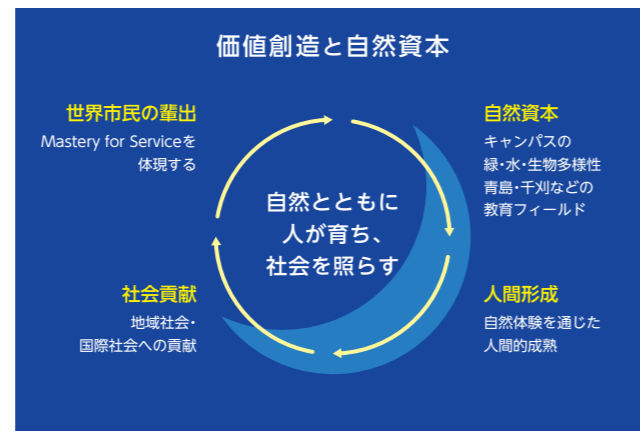 価値創造と自然資本
世界市民の輩出
Mastery for Serviceを
体現する
自然資本
キャンパスの
緑・水・生物多様性
青島・千刈などの
教育フィールド
自然とともに
人が育ち、
社会を照らす
社会貢献
地域社会・
国際社会への貢献
人間形成
自然体験を通じた
人間的成熟